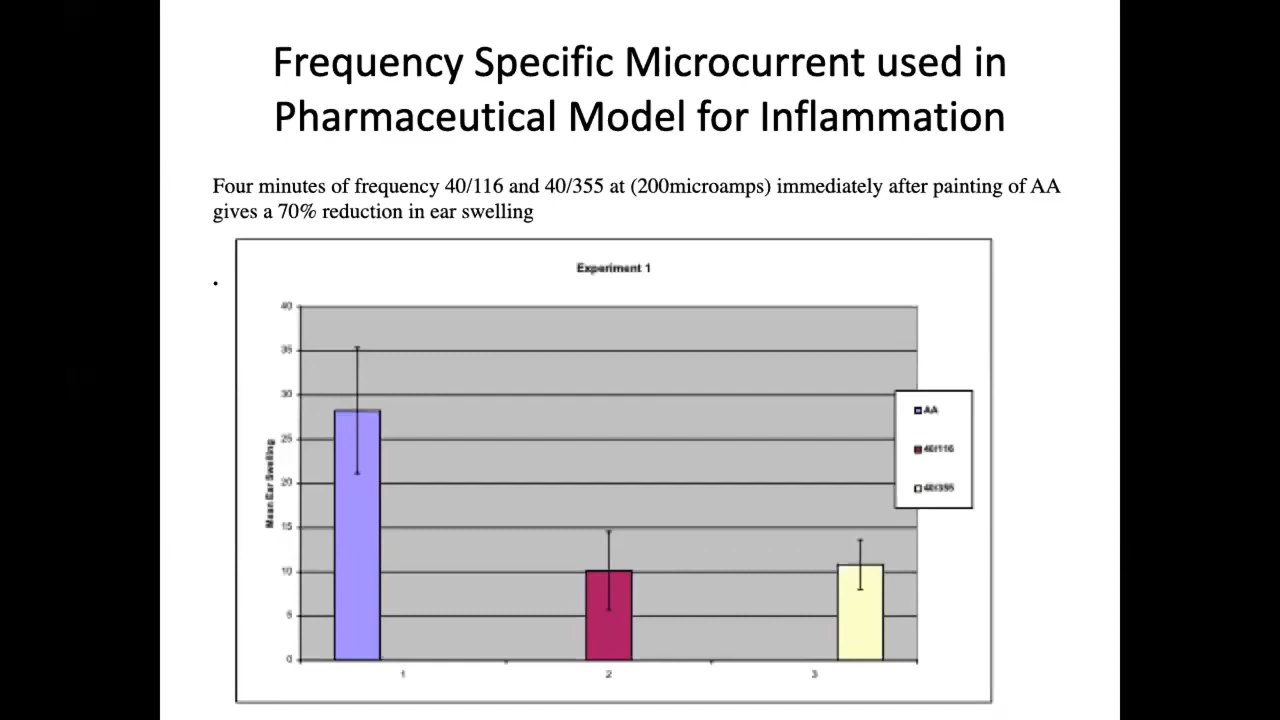 Frequency Specific Microcurrent used in
Pharmaceutical Model for Inflammation
Four minutes of frequency 40/116 and 40/355 at (200microamps) immediately after painting of AA
gives a 70% reduction in ear swelling
Experiment 1
40
35
30
25
20
15
10
5
0
Mean Ear Swelling
1
2
3
AA
40/116
40/355